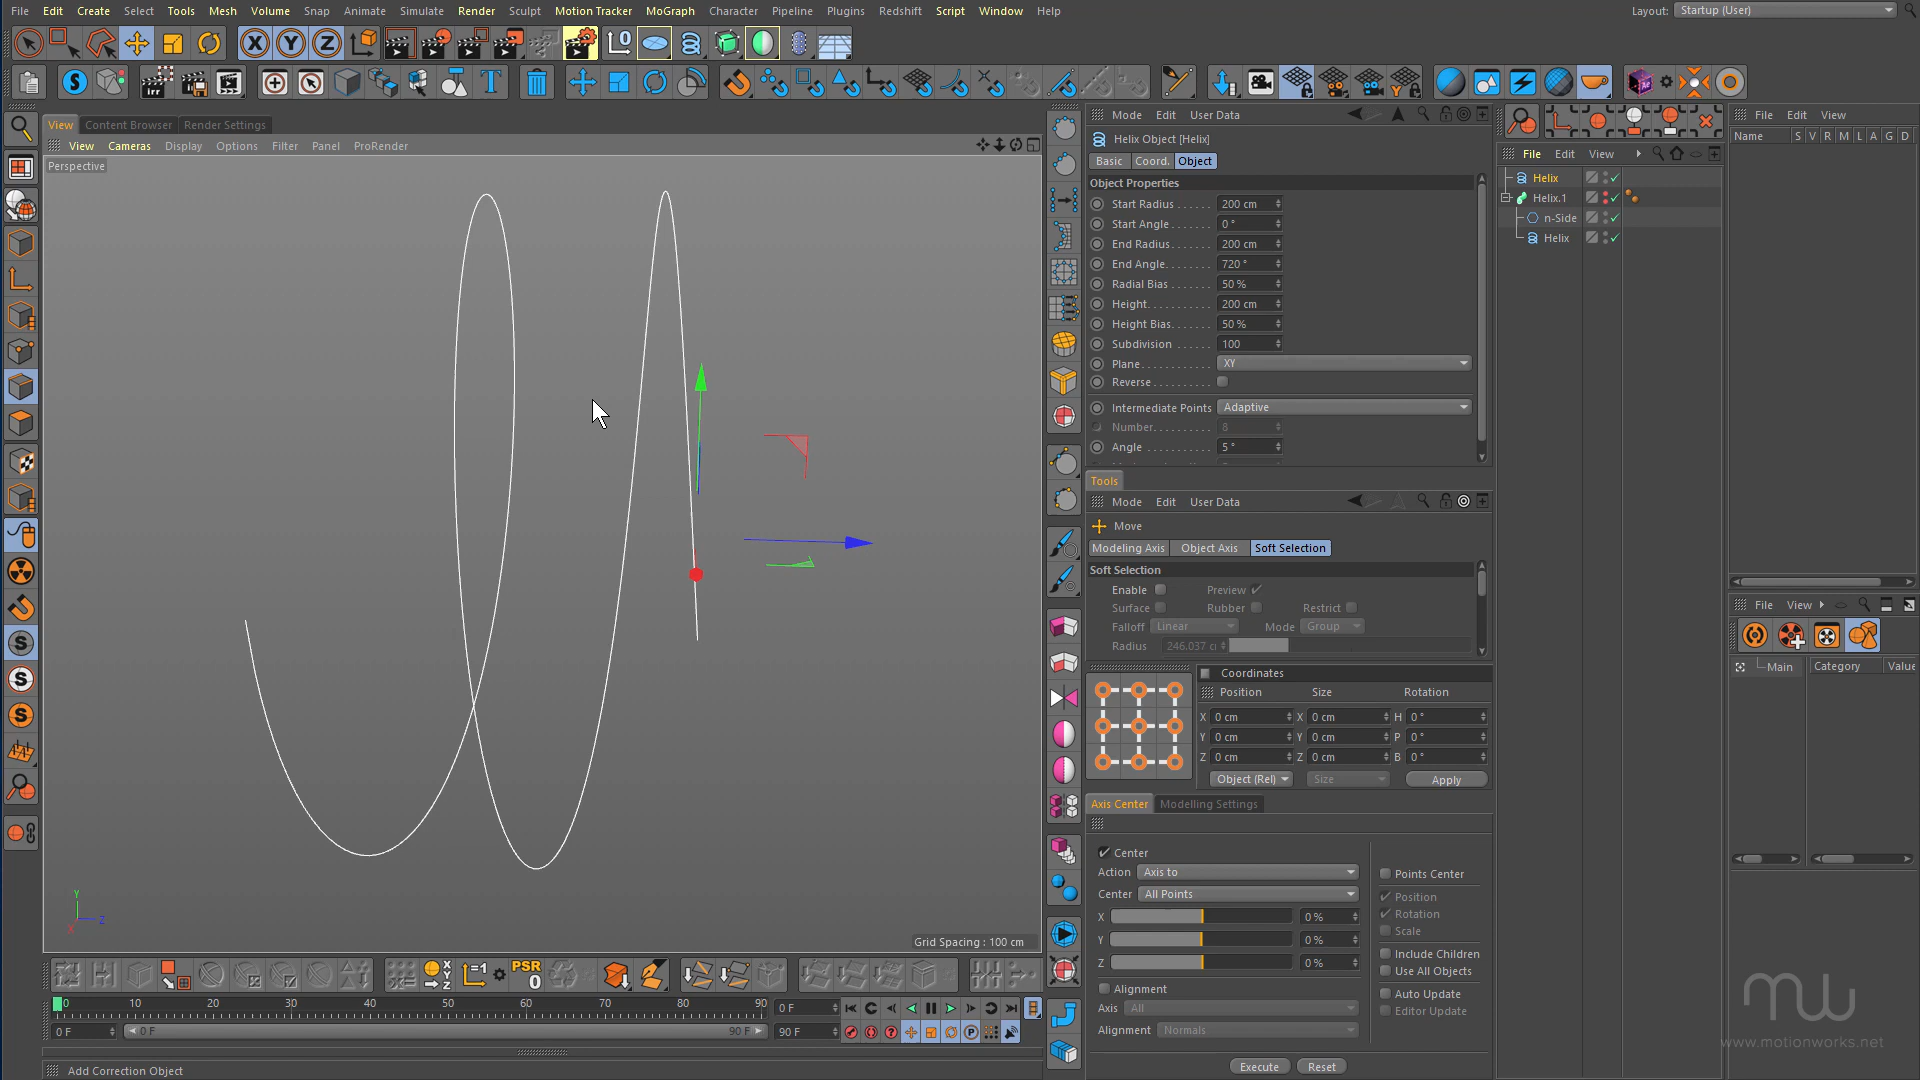 File Edit Create Select Tools Mesh Volume Snap Animate Simulate Render Sculpt Motion Tracker MoGraph Character Pipeline Plugins Redshift Script Window Help
Layout: Startup (User)
View Content Browser Render Settings
View Cameras Display Options Filter Panel ProRender
Perspective
Grid Spacing : 100 cm
Mode Edit User Data
Helix Object [Helix]
Basic Coord. Object
Object Properties
Start Radius 200 cm
Start Angle 0 °
End Radius 200 cm
End Angle 720 °
Radial Bias 50 %
Height 200 cm
Height Bias 50 %
Subdivision 100
Plane XY
Reverse
Intermediate Points Adaptive
Number 8
Angle 5 °
Tools
Mode Edit User Data
Move
Modeling Axis Object Axis Soft Selection
Soft Selection
Enable Preview
Surface Rubber Restrict
Falloff Linear Mode Group
Radius 246.037 c
Coordinates
Position Size Rotation
X 0 cm X 0 cm H 0 °
Y 0 cm Y 0 cm P 0 °
Z 0 cm Z 0 cm B 0 °
Object (Rel) Size Apply
Axis Center Modelling Settings
Center
Action Axis to
Center All Points
X 0 %
Y 0 %
Z 0 %
Alignment
Axis All
Alignment Normals
Points Center
Position
Rotation
Scale
Include Children
Use All Objects
Auto Update
Editor Update
Execute Reset
File Edit View
Helix
Helix.1
n-Side
Helix
File Edit View
Name S V R M L A G D
File View
Main Category Value
PSR
0
0 10 20 30 40 50 60 70 80 90 0 F
0 F 0 F 90 F 90 F
Add Correction Object
mw
www.motionworks.net